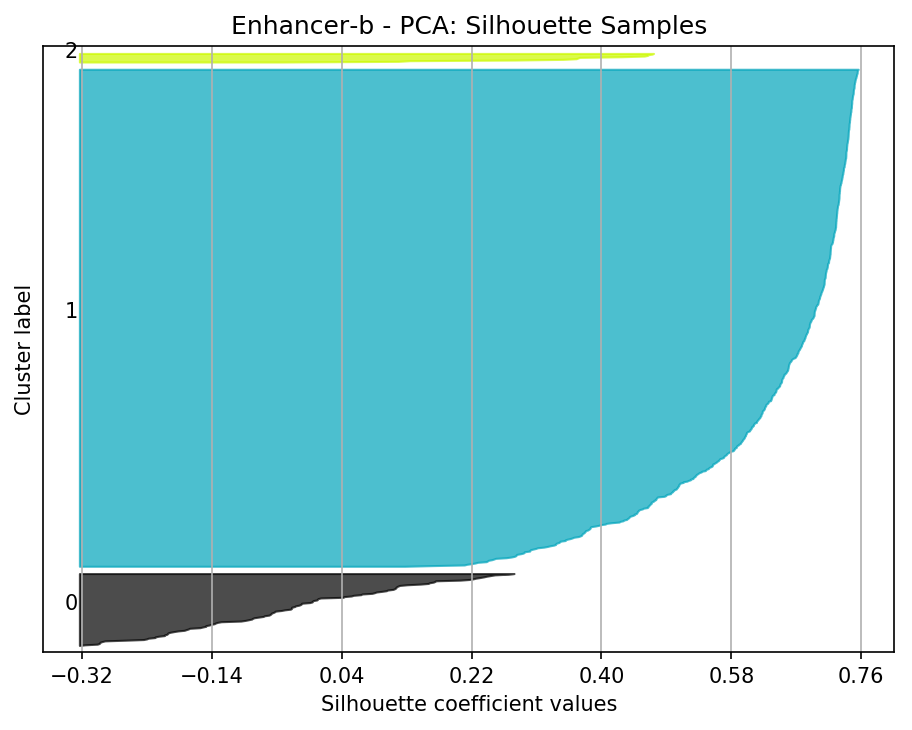 Enhancer-b - PCA: Silhouette Samples
2
1
0
Cluster label
−0.32 −0.14 0.04 0.22 0.40 0.58 0.76
Silhouette coefficient values